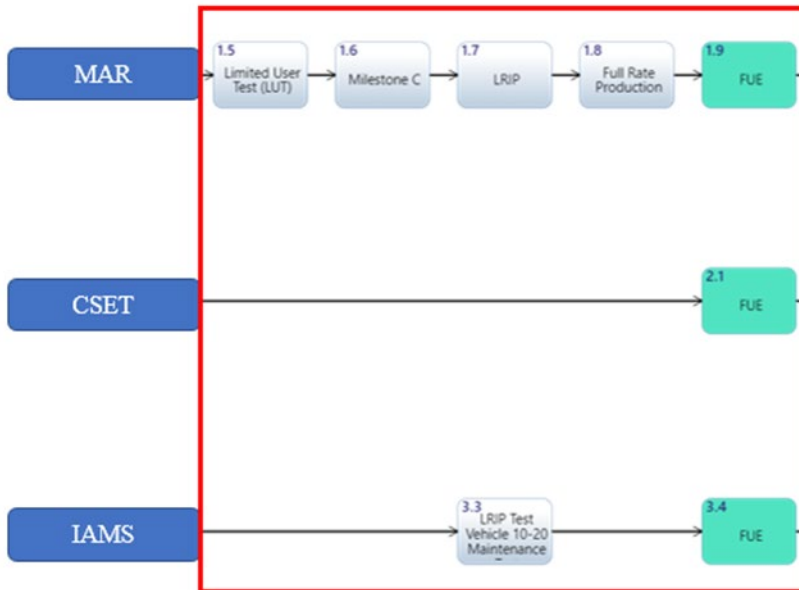 MAR
1.5
Limited User
Test (LUT)
1.6
Milestone C
1.7
LRIP
1.8
Full Rate
Production
1.9
FUE
CSET
2.1
FUE
IAMS
3.3
LRIP Test
Vehicle 10-20
Maintenance
3.4
FUE